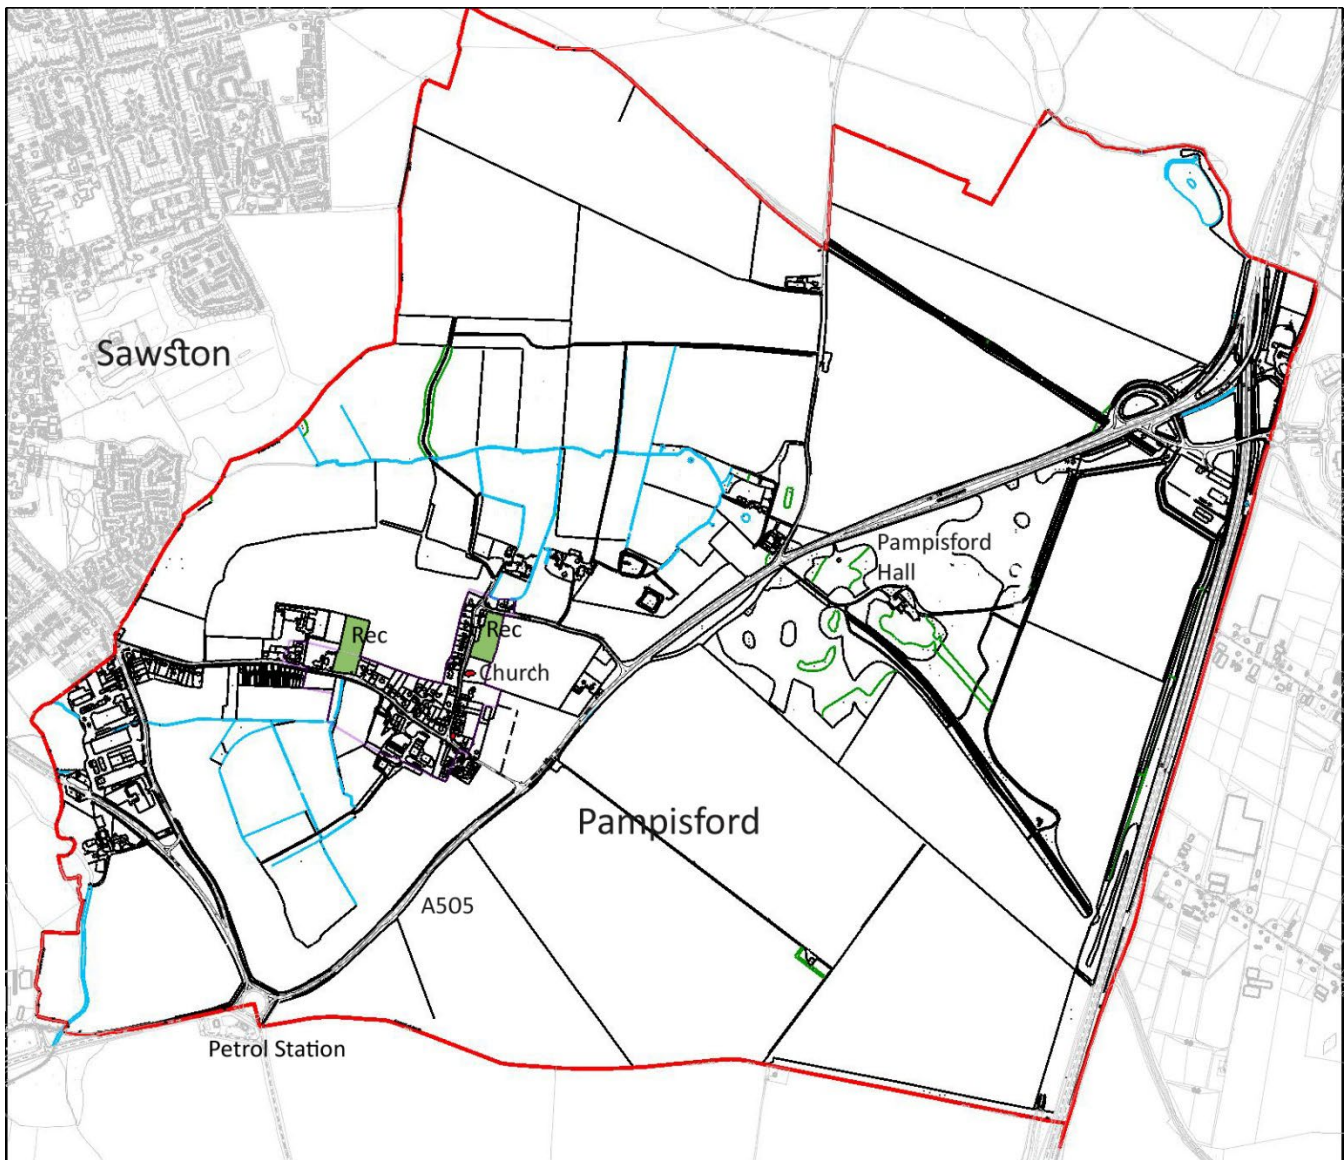 Sawston
Pampisford
Hall
Rec
Rec
Church
Pampisford
A505
Petrol Station